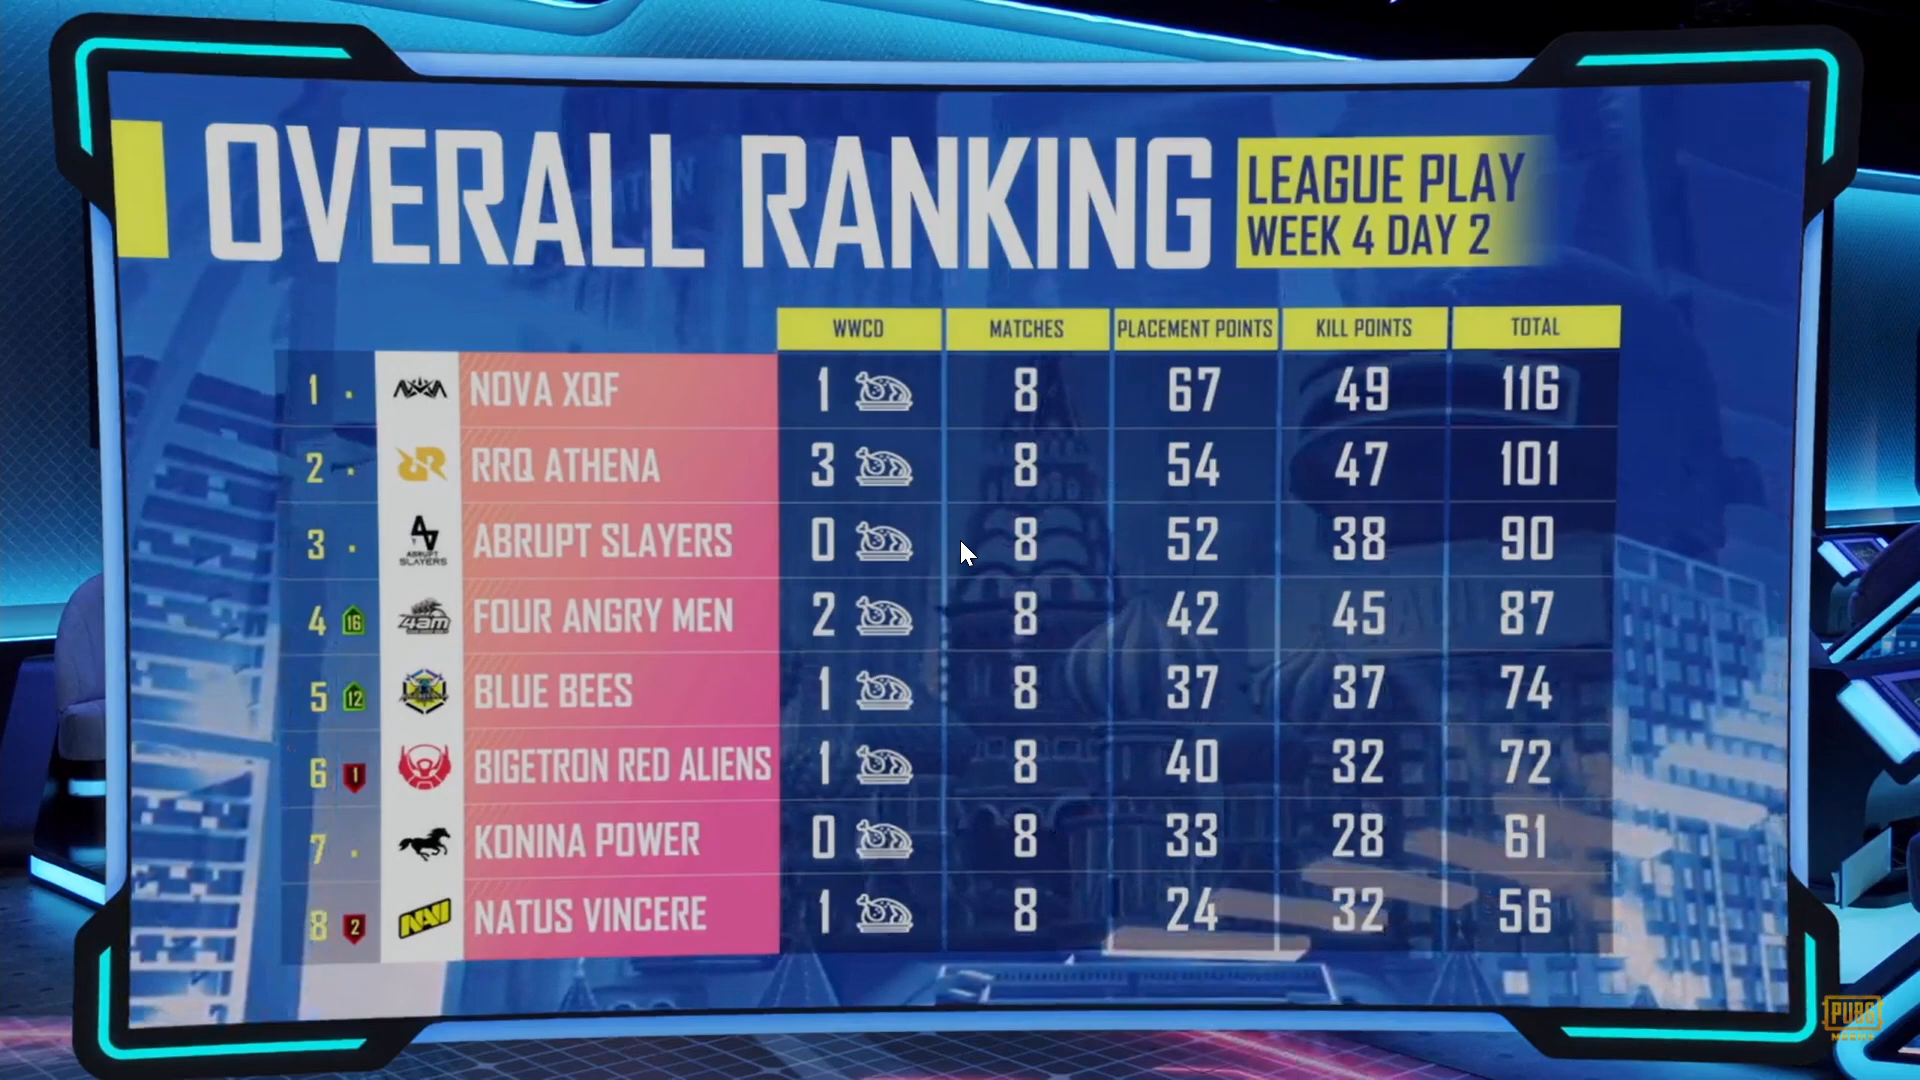 OVERALL RANKING
LEAGUE PLAY
WEEK 4 DAY 2
WWCD MATCHES PLACEMENT POINTS KILL POINTS TOTAL
1 NOVA XQF 1 8 67 49 116
2 RRQ ATHENA 3 8 54 47 101
3 ABRUPT SLAYERS ABRUPT SLAYERS 0 8 52 38 90
4 16 4am FOUR ANGRY MEN 2 8 42 45 87
5 12 BLUE BEES 1 8 37 37 74
6 1 BIGETRON RED ALIENS 1 8 40 32 72
7 KONINA POWER 0 8 33 28 61
8 2 NAVI NATUS VINCERE 1 8 24 32 56
PUBG
MOBILE